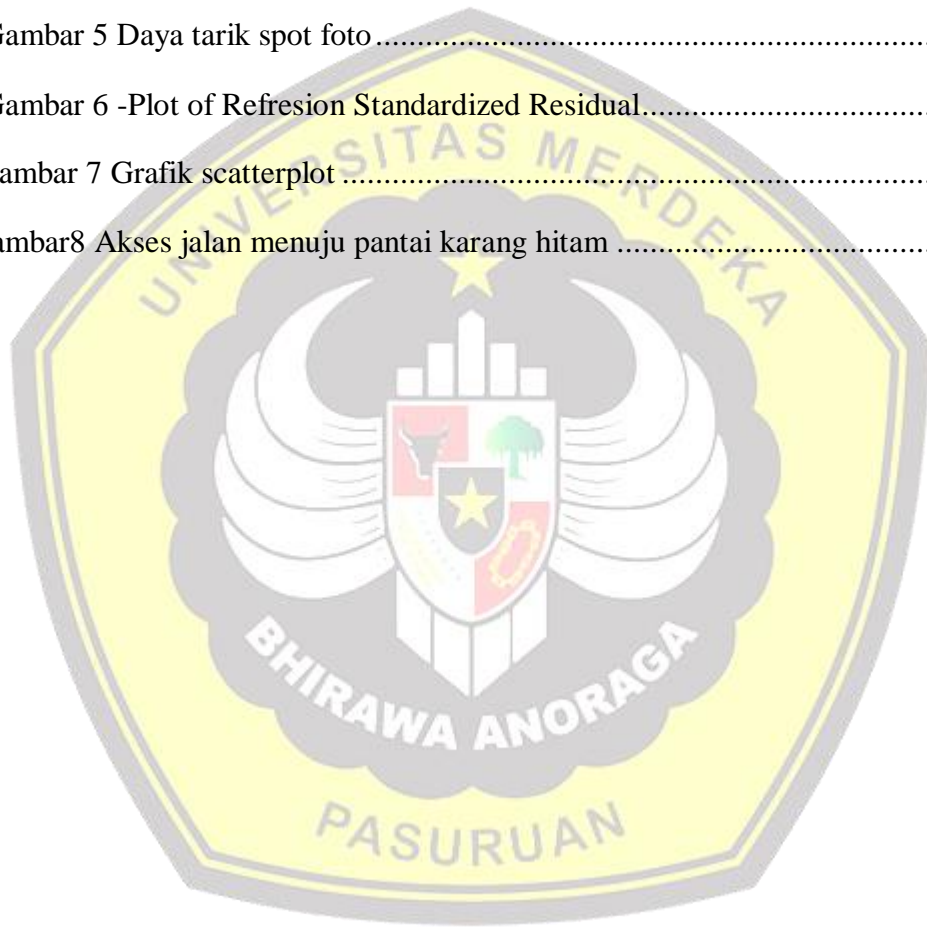 Gambar 5 Daya tarik spot foto....................................................................
Gambar 6 -Plot of Refresion Standardized Residual....................................
Gambar 7 Grafik scatterplot .......................................................................
ambar8 Akses jalan menuju pantai karang hitam ........................................
UNIVERSITAS MERDEKA
BHIRAWA ANORAGA
PASURUAN